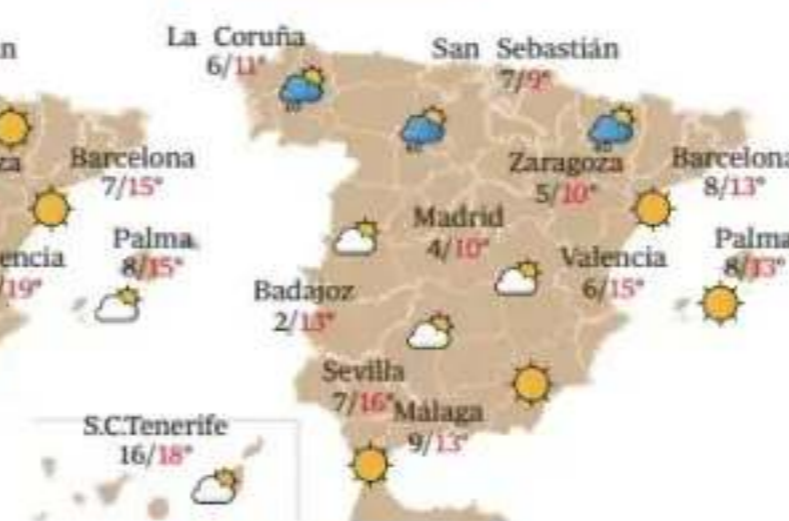 n
La Coruña
6/11°
San Sebastián
7/9°
za
Barcelona
7/15°
Zaragoza
5/10°
Barcelona
8/13°
encia
/19°
Palma
8/15°
Madrid
4/10°
Valencia
6/15°
Palma
8/13°
Badajoz
2/13°
Sevilla
7/16°
Málaga
9/13°
S.C.Tenerife
16/18°